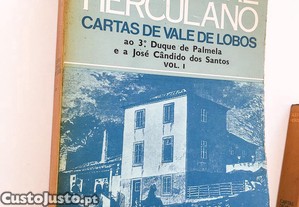 HERCULANO
CARTAS DE VALE DE LOBOS
ao 3.º Duque de Palmela
e a José Cândido dos Santos
VOL. I
CustoJusto.pt